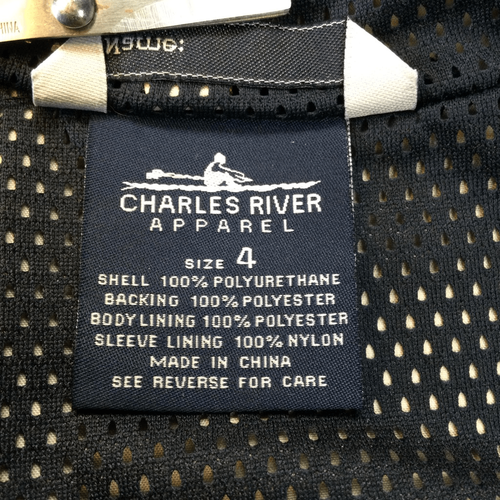 CHINA
Name:
CHARLES RIVER
APPAREL
SIZE 4
SHELL 100% POLYURETHANE
BACKING 100% POLYESTER
BODY LINING 100% POLYESTER
SLEEVE LINING 100% NYLON
MADE IN CHINA
SEE REVERSE FOR CARE